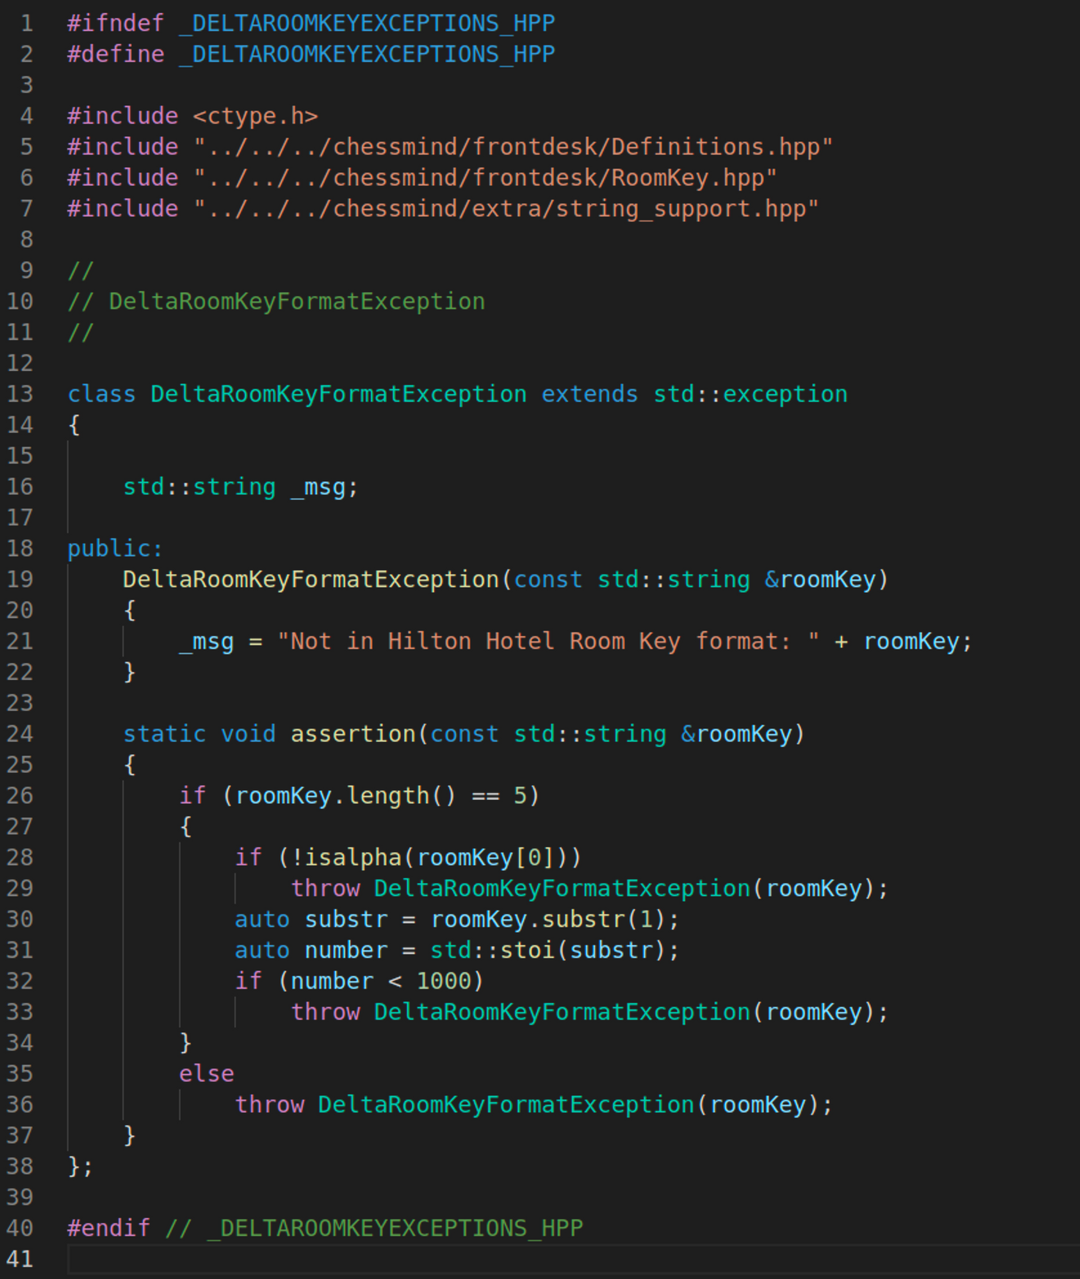 1 #ifndef _DELTAROOMKEYEXCEPTIONS_HPP
2 #define _DELTAROOMKEYEXCEPTIONS_HPP
3
4 #include <ctype.h>
5 #include "../../../chessmind/frontdesk/Definitions.hpp"
6 #include "../../../chessmind/frontdesk/RoomKey.hpp"
7 #include "../../../chessmind/extra/string_support.hpp"
8
9 //
10 // DeltaRoomKeyFormatException
11 //
12
13 class DeltaRoomKeyFormatException extends std::exception
14 {
15
16     std::string _msg;
17
18 public:
19     DeltaRoomKeyFormatException(const std::string &roomKey)
20     {
21         _msg = "Not in Hilton Hotel Room Key format: " + roomKey;
22     }
23
24     static void assertion(const std::string &roomKey)
25     {
26         if (roomKey.length() == 5)
27         {
28             if (!isalpha(roomKey[0]))
29                 throw DeltaRoomKeyFormatException(roomKey);
30             auto substr = roomKey.substr(1);
31             auto number = std::stoi(substr);
32             if (number < 1000)
33                 throw DeltaRoomKeyFormatException(roomKey);
34         }
35         else
36             throw DeltaRoomKeyFormatException(roomKey);
37     }
38 };
39
40 #endif // _DELTAROOMKEYEXCEPTIONS_HPP
41